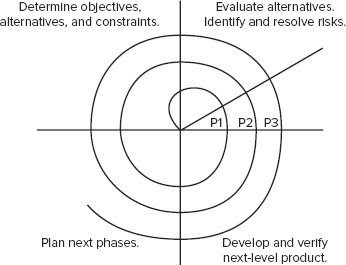 Determine objectives,
alternatives, and constraints.
Evaluate alternatives.
Identify and resolve risks.
P1 P2 P3
Plan next phases.
Develop and verify
next-level product.